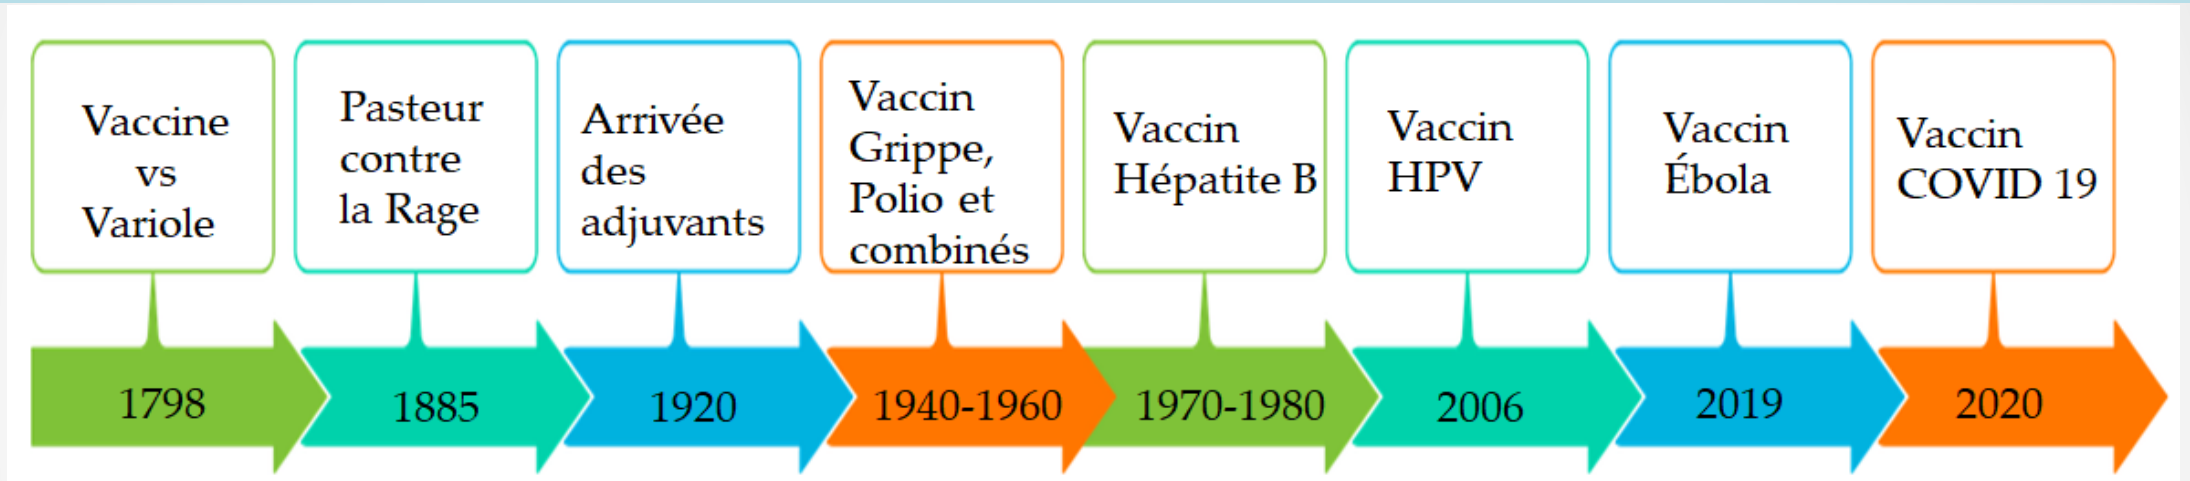 Vaccine
vs
Variole
Pasteur
contre
la Rage
Arrivée
des
adjuvants
Vaccin
Grippe,
Polio et
combinés
Vaccin
Hépatite B
Vaccin
HPV
Vaccin
Ébola
Vaccin
COVID 19
1798
1885
1920
1940-1960
1970-1980
2006
2019
2020